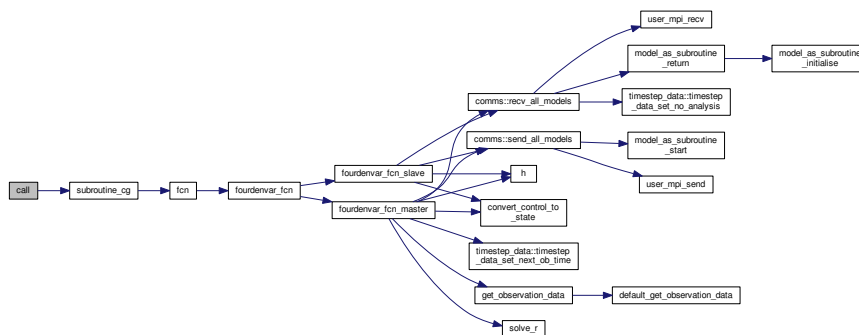 user_mpi_recv
model_as_subroutine
_return
model_as_subroutine
_initialise
comms::recv_all_models
timestep_data::timestep
_data_set_no_analysis
comms::send_all_models
model_as_subroutine
_start
fourdenvar_fcn_slave
h
user_mpi_send
call
subroutine_cg
fcn
fourdenvar_fcn
fourdenvar_fcn_master
convert_control_to
_state
timestep_data::timestep
_data_set_next_ob_time
get_observation_data
default_get_observation_data
solve_r